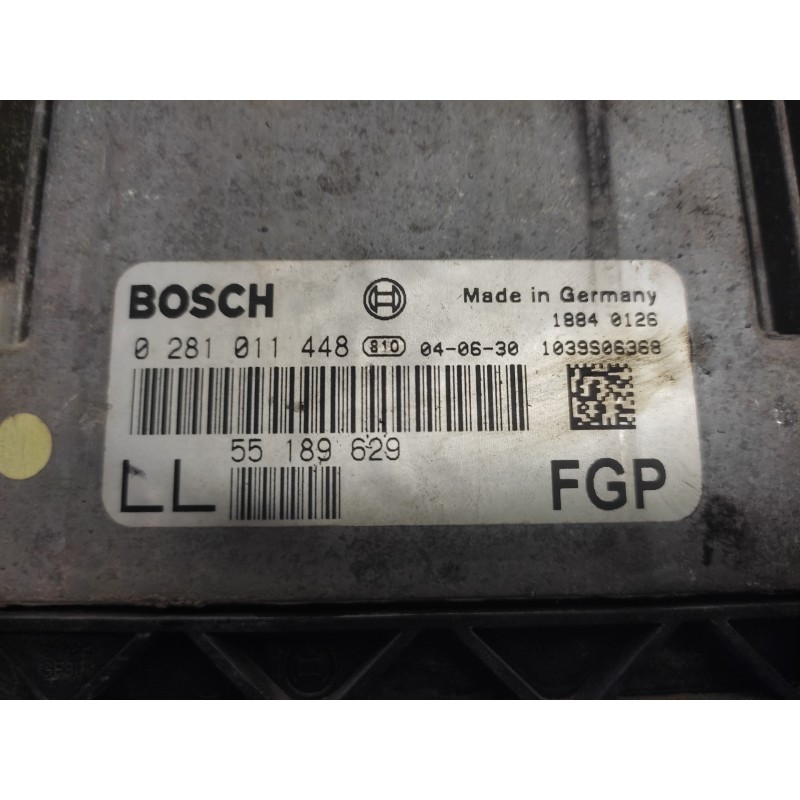 BOSCH
Made in Germany
1884 0126
0 281 011 448 810 04-06-30 1039S06368
55 189 629
LL
FGP